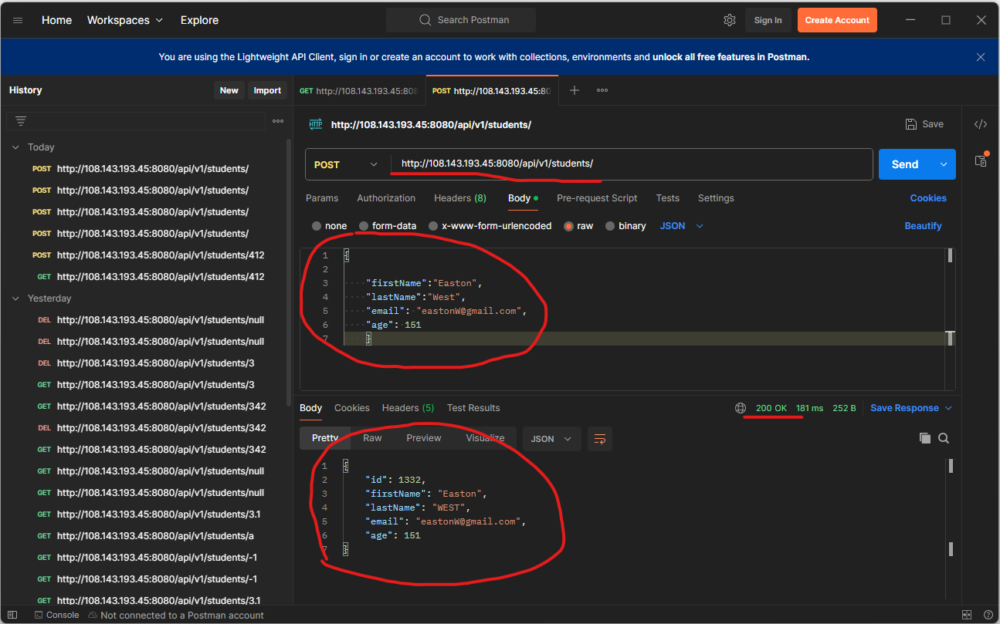 Home Workspaces Explore Search Postman Sign In Create Account
You are using the Lightweight API Client, sign in or create an account to work with collections, environments and unlock all free features in Postman.
History New Import
GET http://108.143.193.45:808 POST http://108.143.193.45:80
HTTP http://108.143.193.45:8080/api/v1/students/ Save </>
Today
POST http://108.143.193.45:8080/api/v1/students/
POST http://108.143.193.45:8080/api/v1/students/
POST http://108.143.193.45:8080/api/v1/students/
POST http://108.143.193.45:8080/api/v1/students/
POST http://108.143.193.45:8080/api/v1/students/412
GET http://108.143.193.45:8080/api/v1/students/412
Yesterday
DEL http://108.143.193.45:8080/api/v1/students/null
DEL http://108.143.193.45:8080/api/v1/students/null
DEL http://108.143.193.45:8080/api/v1/students/3
GET http://108.143.193.45:8080/api/v1/students/3
GET http://108.143.193.45:8080/api/v1/students/342
DEL http://108.143.193.45:8080/api/v1/students/342
GET http://108.143.193.45:8080/api/v1/students/342
GET http://108.143.193.45:8080/api/v1/students/null
GET http://108.143.193.45:8080/api/v1/students/null
GET http://108.143.193.45:8080/api/v1/students/3.1
GET http://108.143.193.45:8080/api/v1/students/a
GET http://108.143.193.45:8080/api/v1/students/-1
GET http://108.143.193.45:8080/api/v1/students/-1
GET http://108.143.193.45:8080/api/v1/students/3.1
POST http://108.143.193.45:8080/api/v1/students/ Send
Params Authorization Headers (8) Body Pre-request Script Tests Settings Cookies
none form-data x-www-form-urlencoded raw binary JSON Beautify
1 {
2
3 "firstName":"Easton",
4 "lastName":"West",
5 "email": "eastonW@gmail.com",
6 "age": 151
7 }
Body Cookies Headers (5) Test Results 200 OK 181 ms 252 B Save Response
Pretty Raw Preview Visualize JSON
1 {
2 "id": 1332,
3 "firstName": "Easton",
4 "lastName": "WEST",
5 "email": "eastonW@gmail.com",
6 "age": 151
7 }
Console Not connected to a Postman account